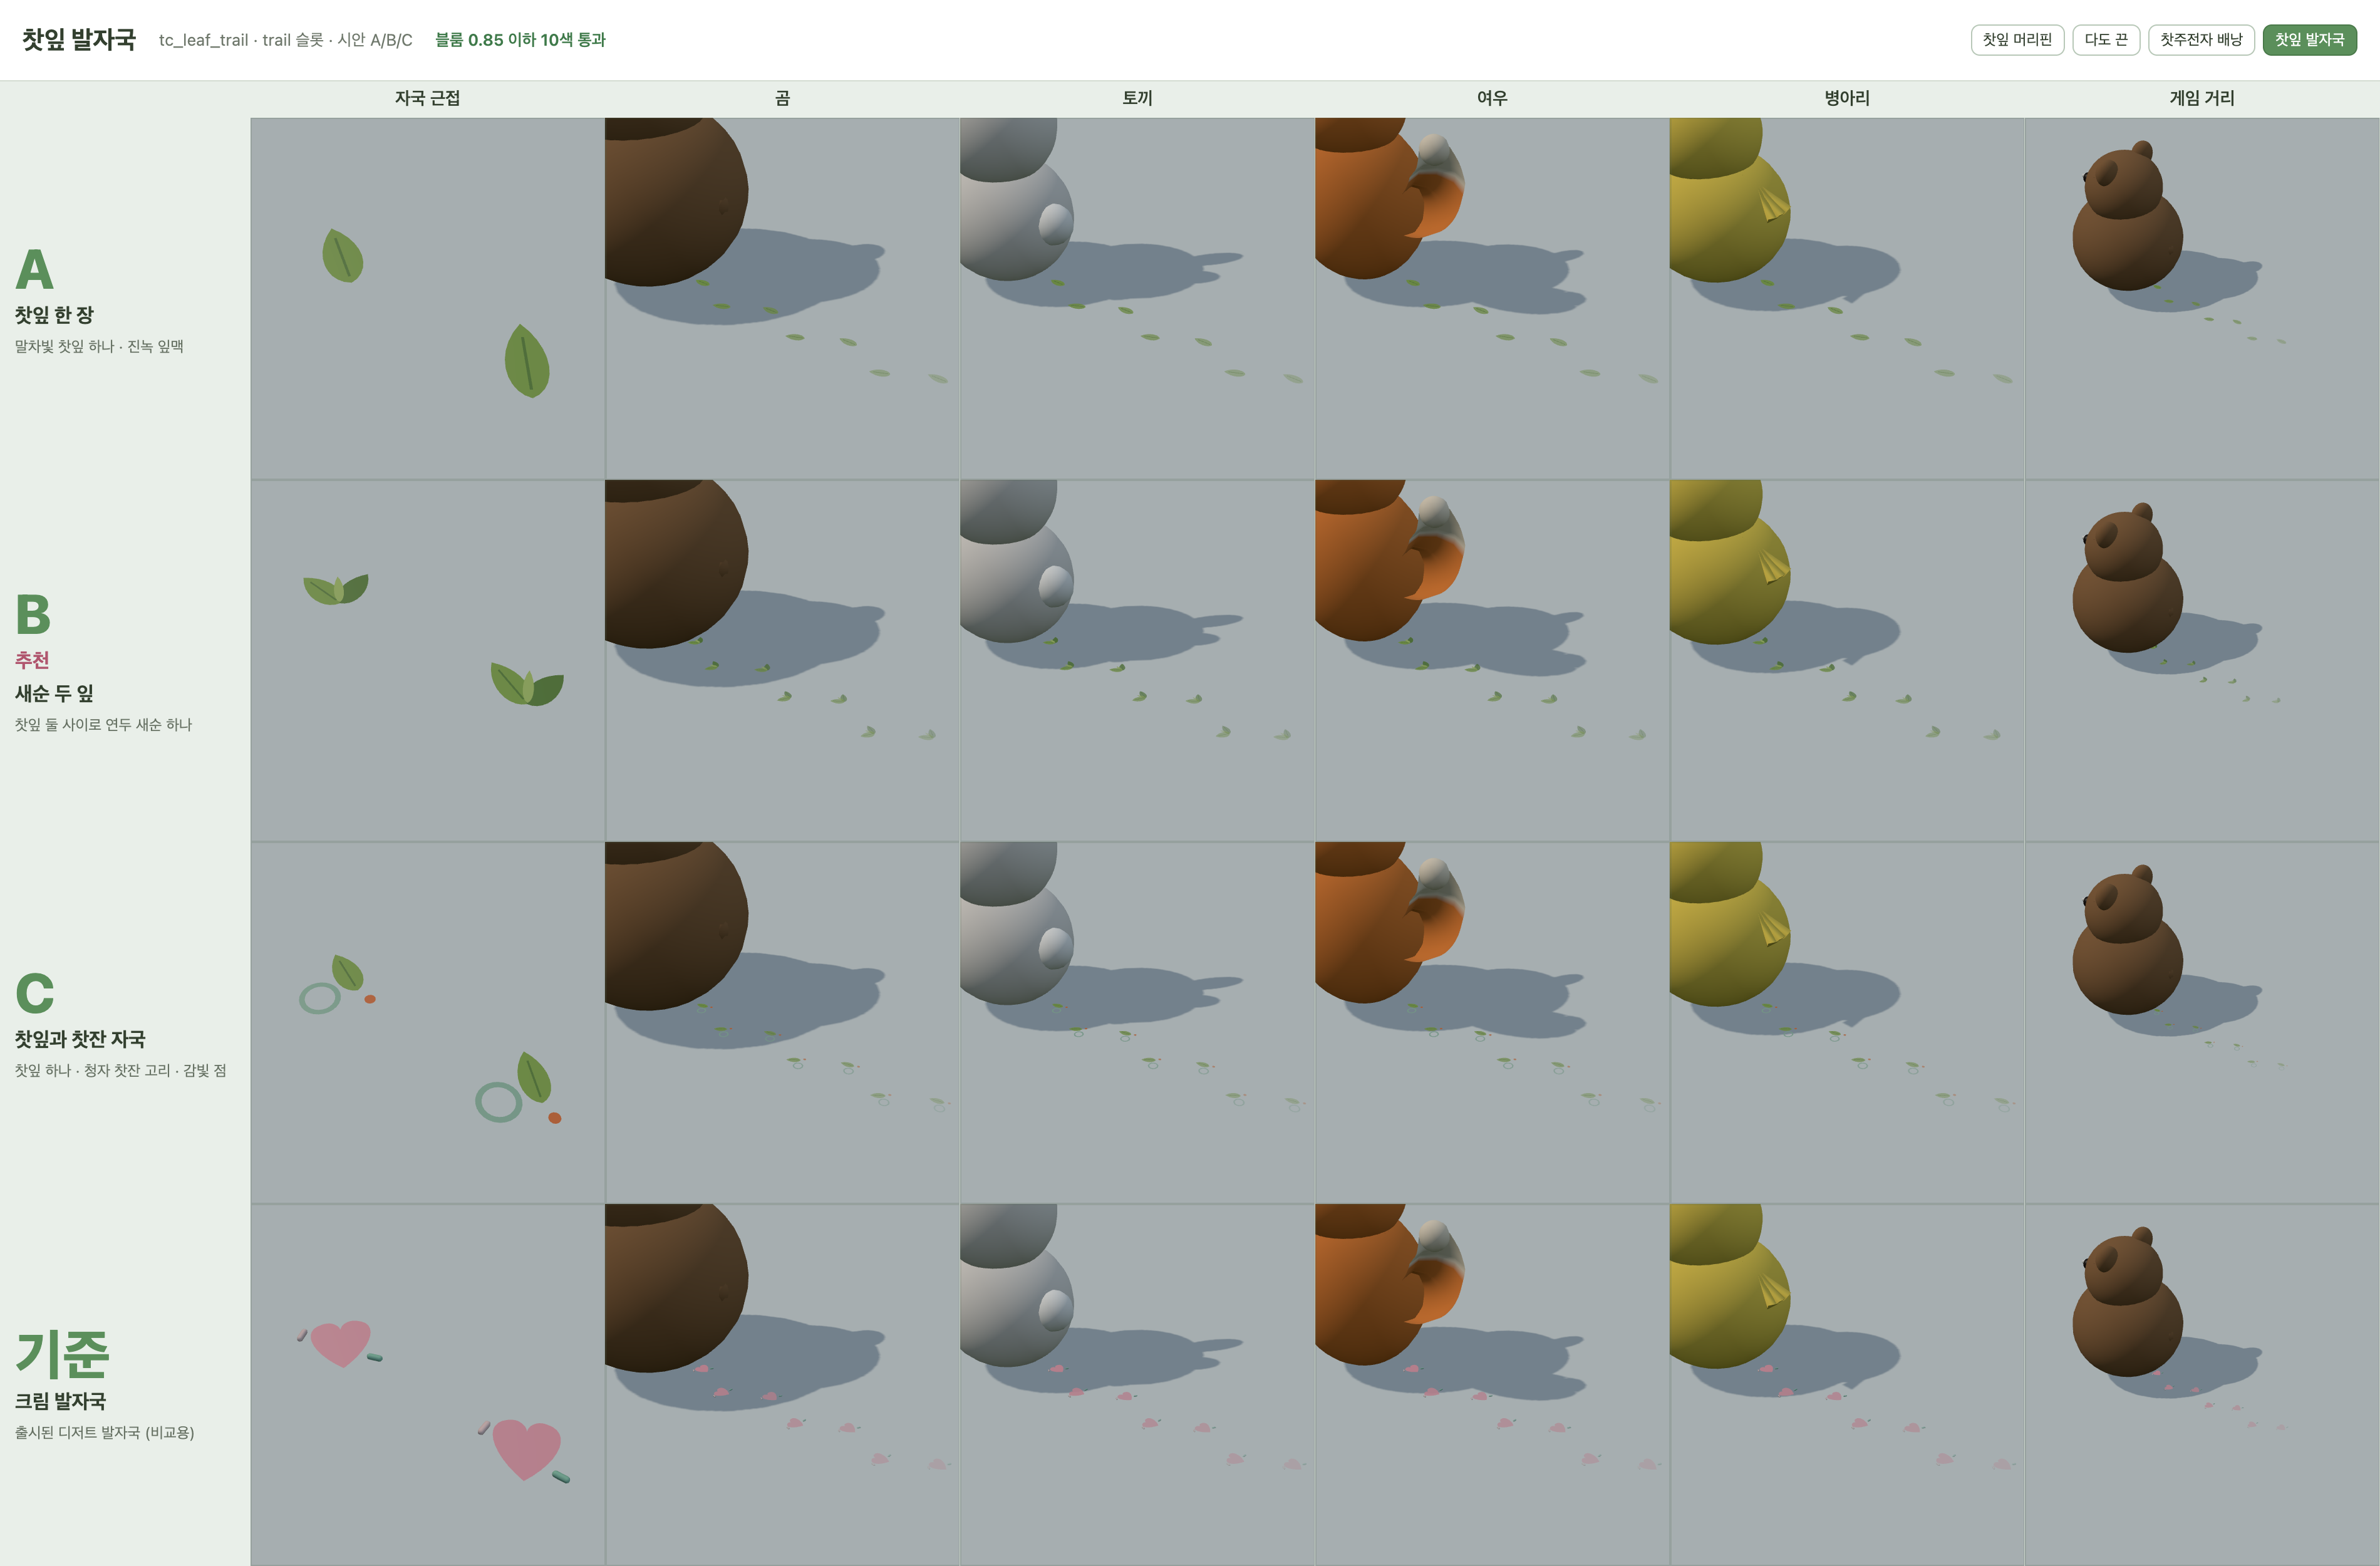 찻잎 발자국
tc_leaf_trail · trail 슬롯 · 시안 A/B/C
블룸 0.85 이하 10색 통과
찻잎 머리핀
다도 끈
찻주전자 배낭
찻잎 발자국
자국 근접
곰
토끼
여우
병아리
게임 거리
A
찻잎 한 장
말차빛 찻잎 하나 · 진녹 잎맥
B
추천
새순 두 잎
찻잎 둘 사이로 연두 새순 하나
C
찻잎과 찻잔 자국
찻잎 하나 · 청자 찻잔 고리 · 감빛 점
기준
크림 발자국
출시된 디저트 발자국 (비교용)